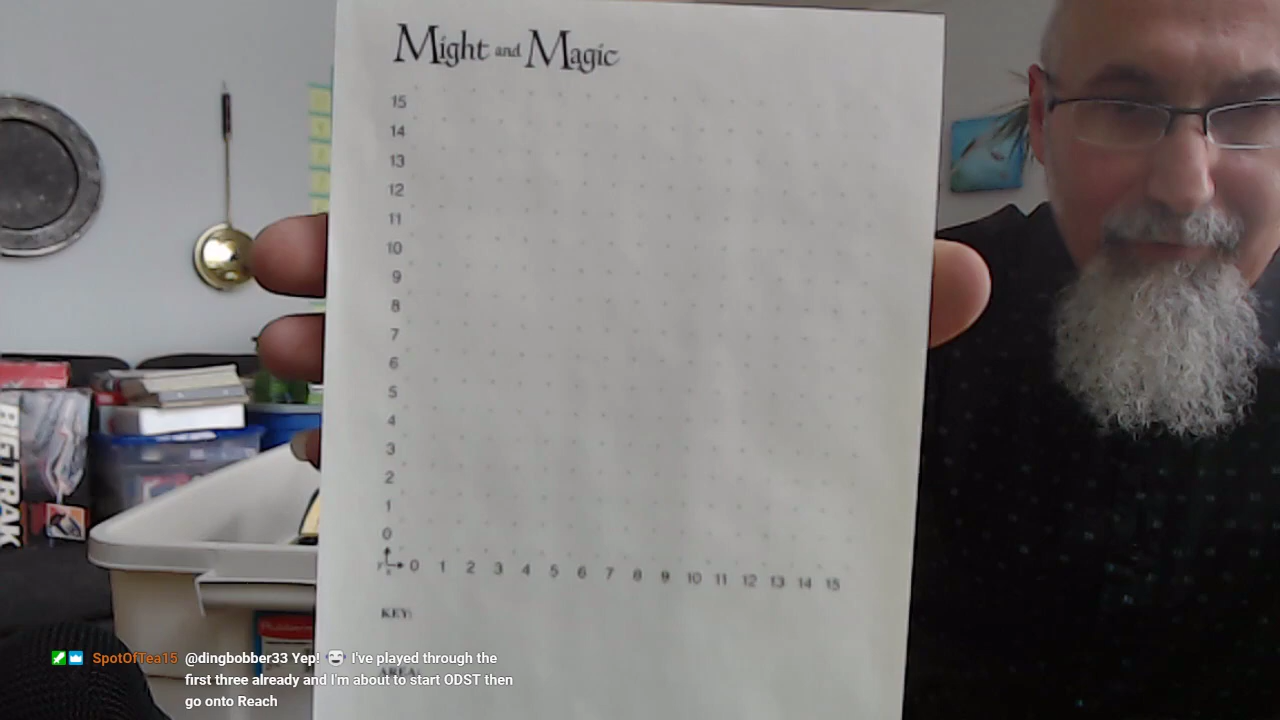 Might and Magic
15
14
13
12
11
10
9
8
7
6
5
4
3
2
1
0
Y
x
0 1 2 3 4 5 6 7 8 9 10 11 12 13 14 15
KEY:
AREA:
BIFTRAK
SpotOfTea15 @dingbobber33 Yep! I've played through the
first three already and I'm about to start ODST then
go onto Reach